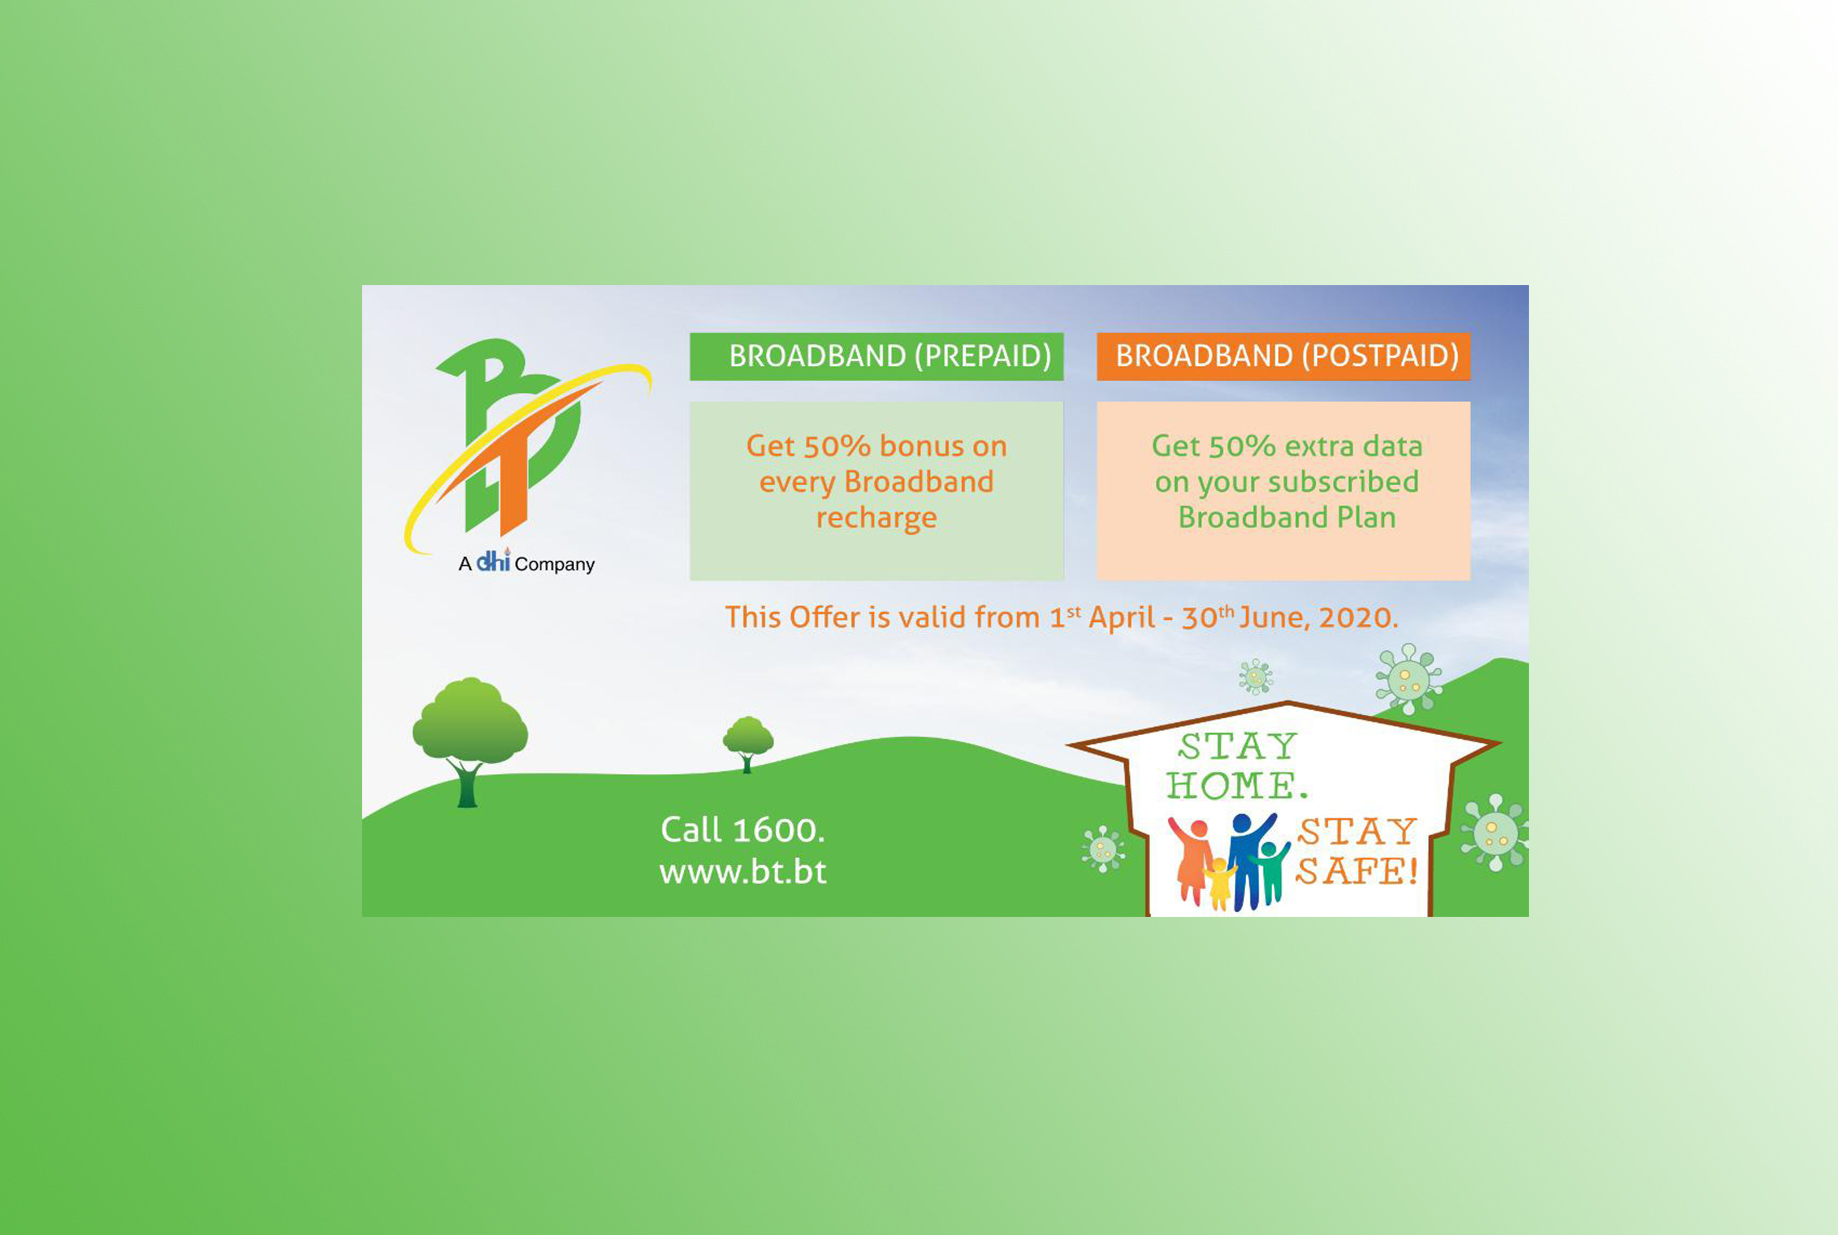 BT
A dhi Company
BROADBAND (PREPAID)
Get 50% bonus on
every Broadband
recharge
BROADBAND (POSTPAID)
Get 50% extra data
on your subscribed
Broadband Plan
This Offer is valid from 1st April - 30th June, 2020.
Call 1600.
www.bt.bt
STAY
HOME.
STAY
SAFE!